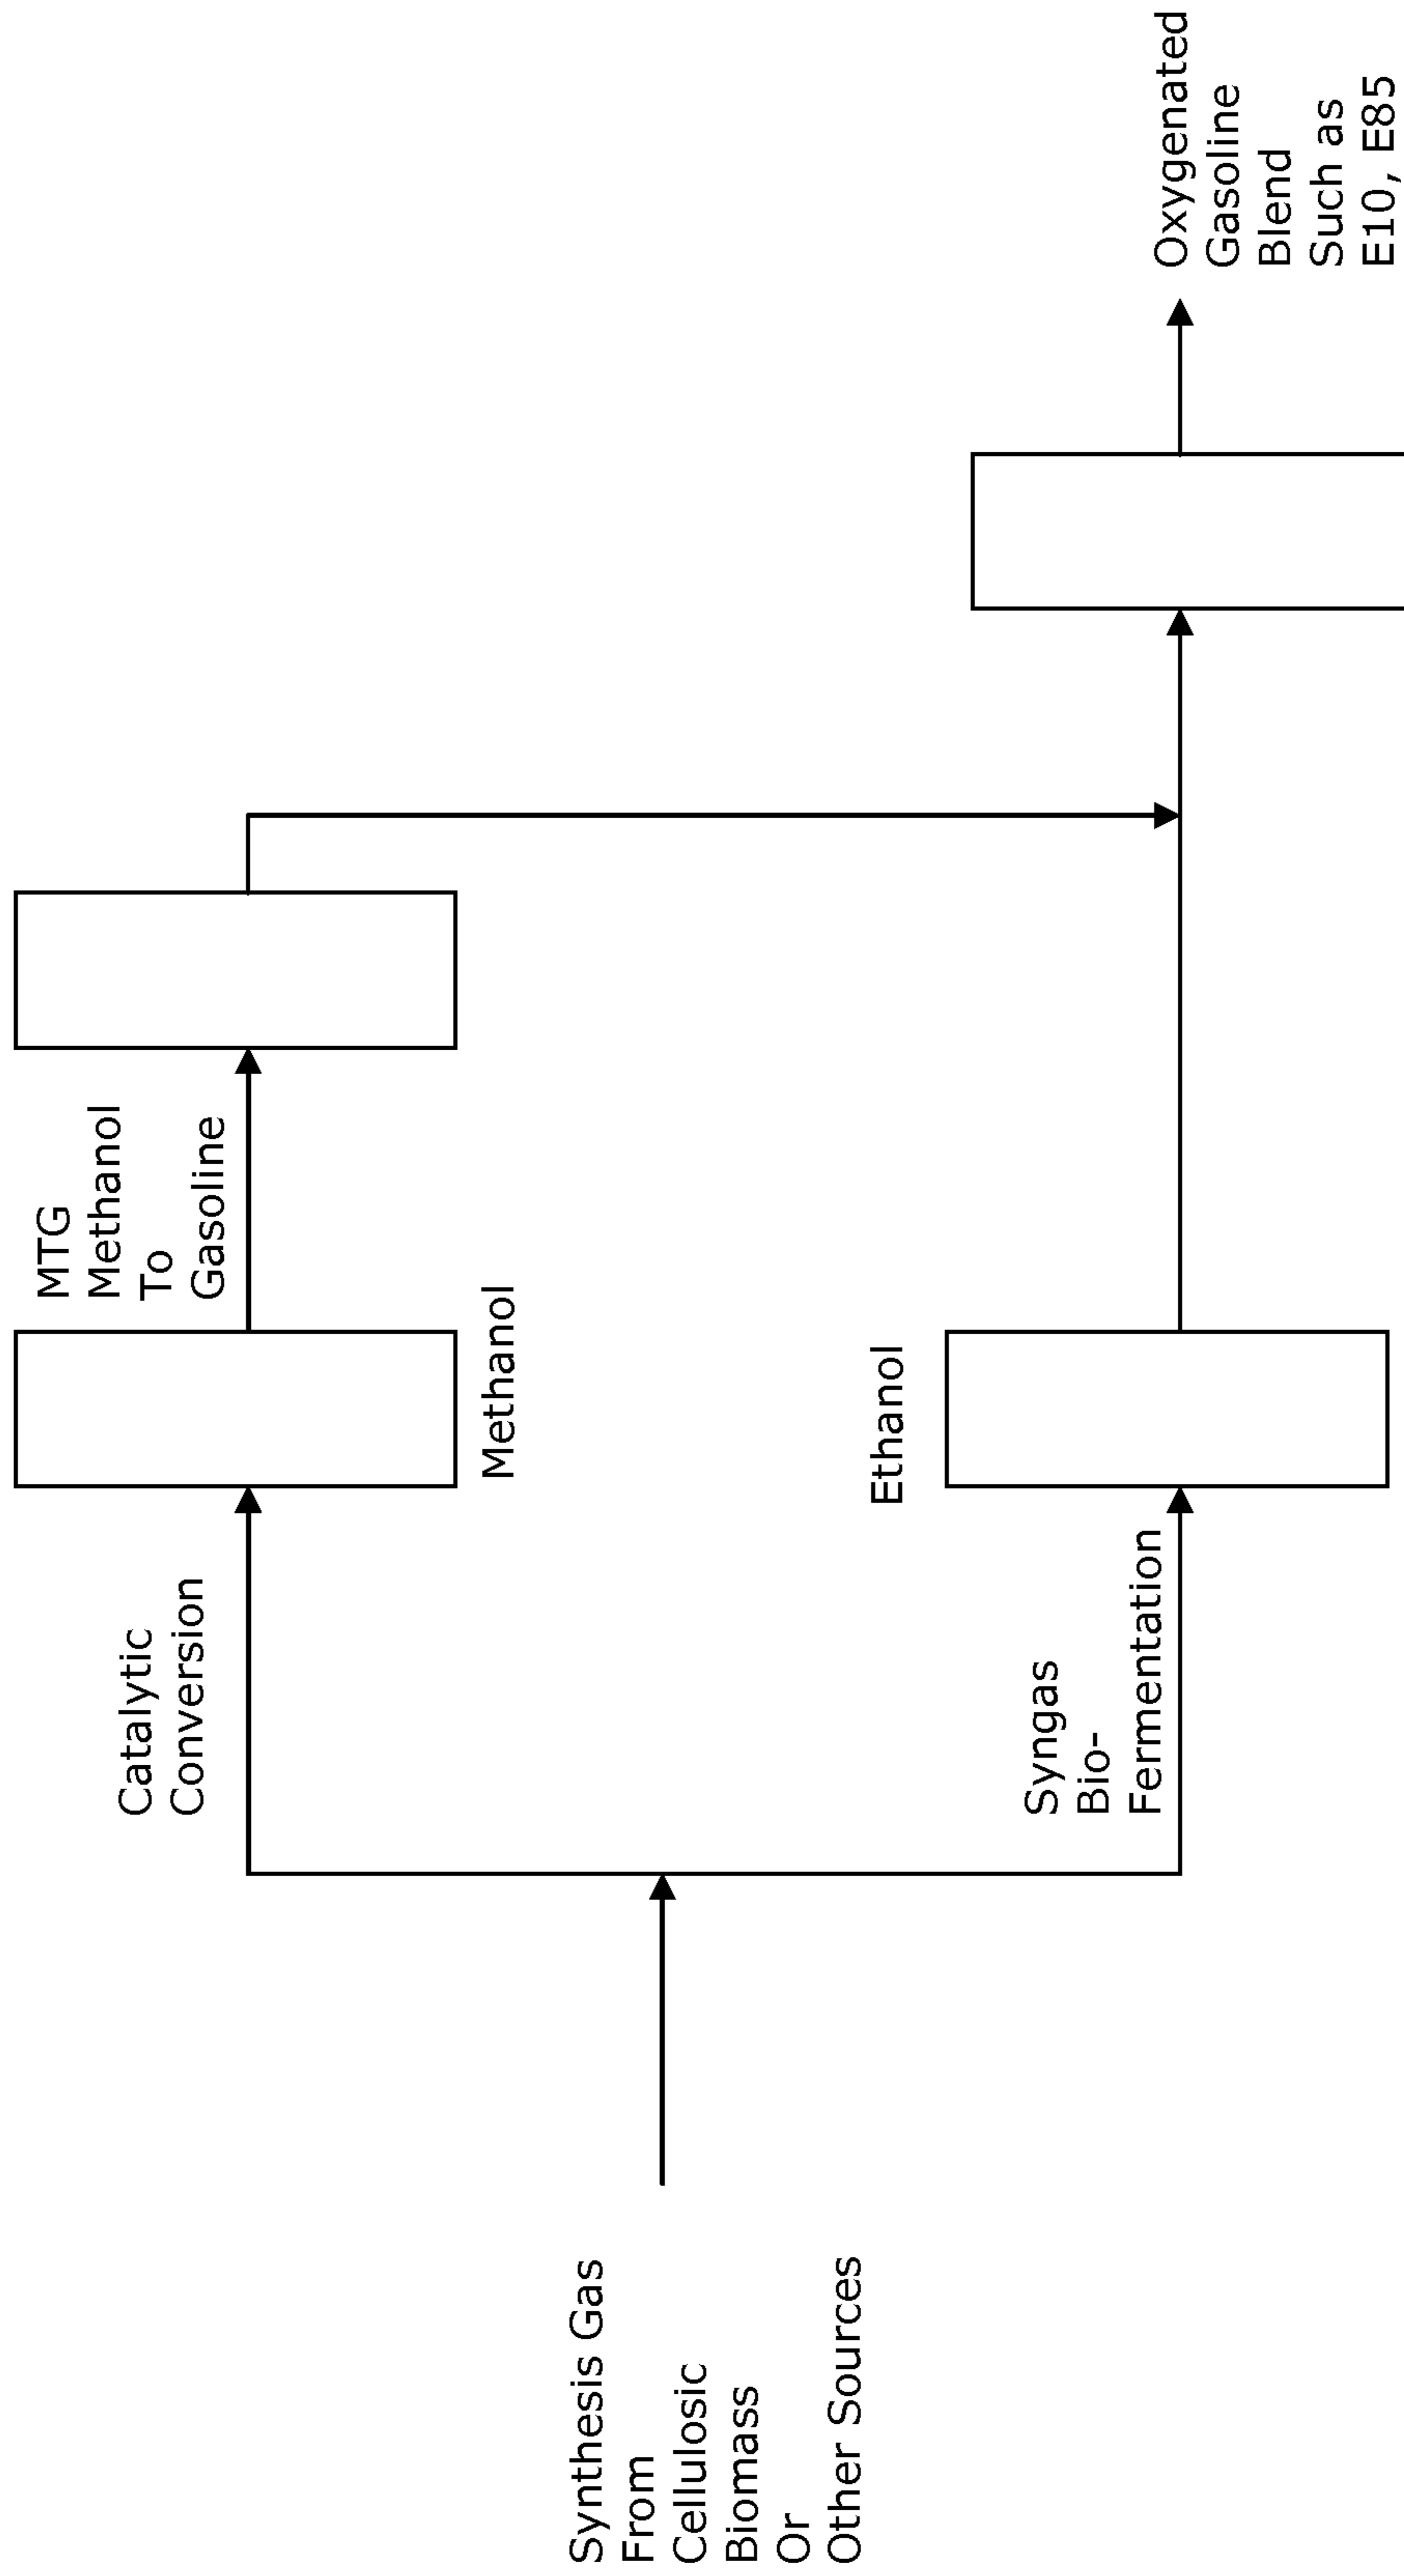 Synthesis Gas
From
Cellulosic
Biomass
Or
Other Sources
Catalytic
Conversion
Syngas
Bio-
Fermentation
Methanol
Ethanol
MTG
Methanol
To
Gasoline
Oxygenated
Gasoline
Blend
Such as
E10, E85